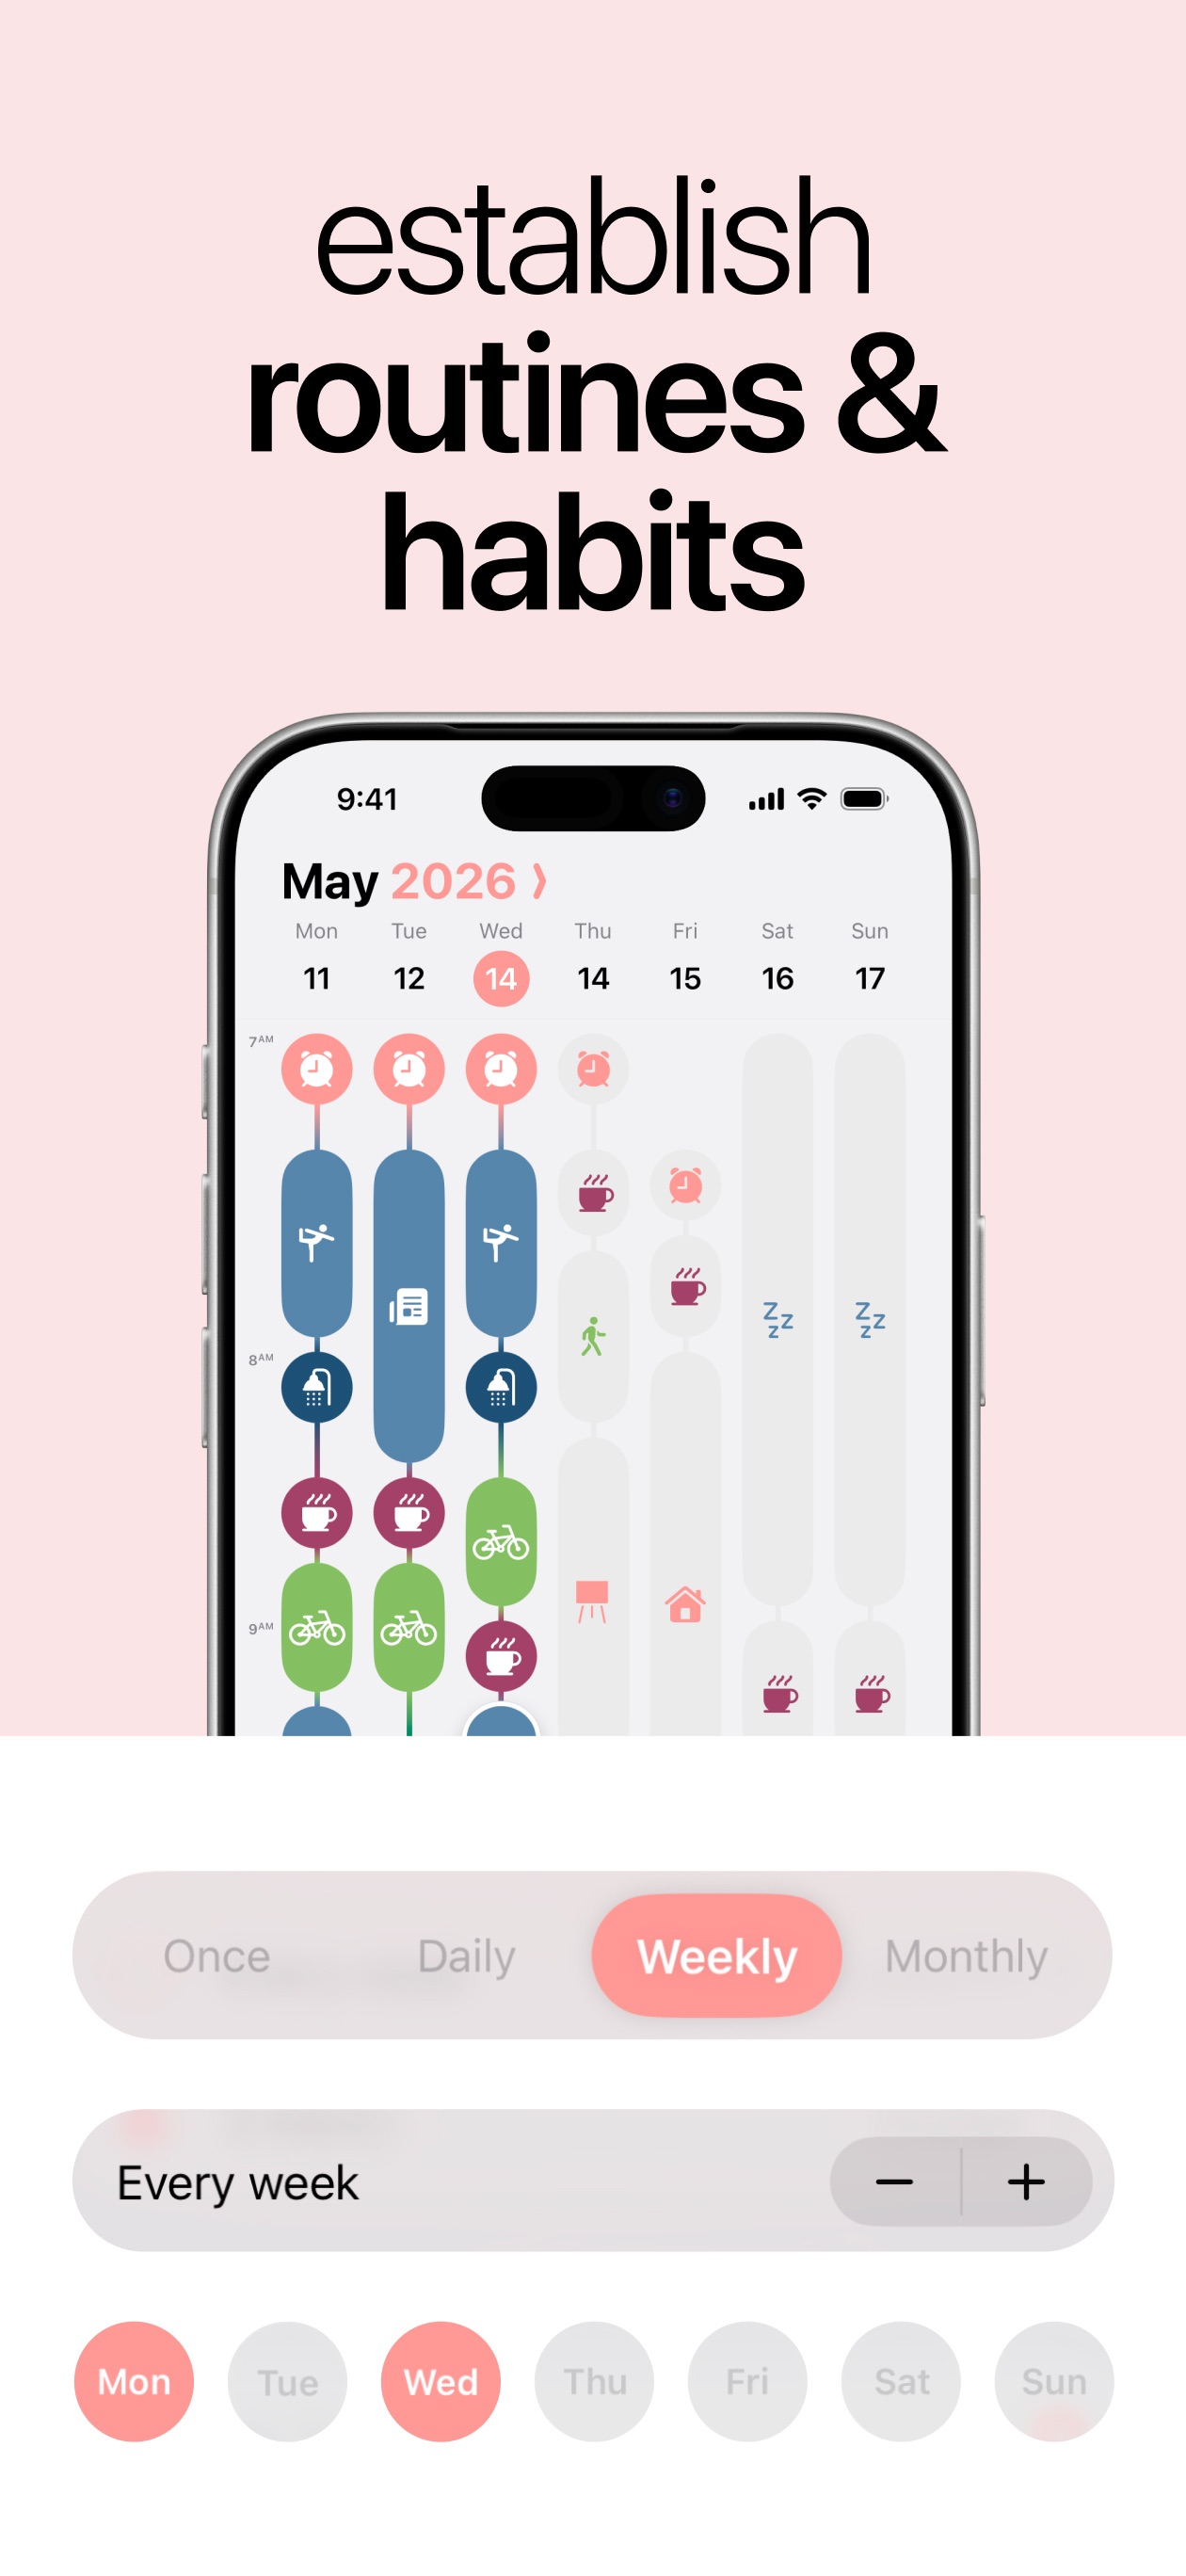 establish
routines &
habits
9:41
May 2026 ⟩
Mon Tue Wed Thu Fri Sat Sun
11 12 14 14 15 16 17
7AM
8AM
9AM
Once Daily Weekly Monthly
Every week − +
Mon Tue Wed Thu Fri Sat Sun